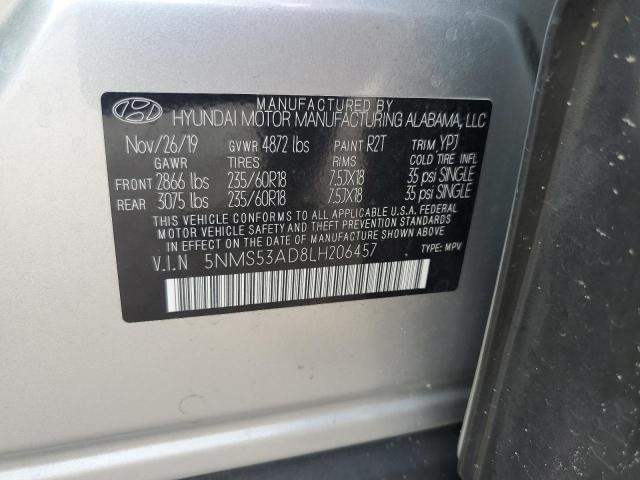 MANUFACTURED BY
HYUNDAI MOTOR MANUFACTURING ALABAMA, LLC
Nov/26/19 GVWR 4872 lbs PAINT R2T TRIM YPJ
GAWR TIRES RIMS COLD TIRE INFL
FRONT 2866 lbs 235/60R18 7.5JX18 35 psi SINGLE
REAR 3075 lbs 235/60R18 7.5JX18 35 psi SINGLE
THIS VEHICLE CONFORMS TO ALL APPLICABLE U.S.A. FEDERAL
MOTOR VEHICLE SAFETY, BUMPER, AND THEFT PREVENTION
STANDARDS IN EFFECT ON THE DATE OF MANUFACTURE SHOWN ABOVE
V.I.N 5NMS53AD8LH206457 TYPE: MPV